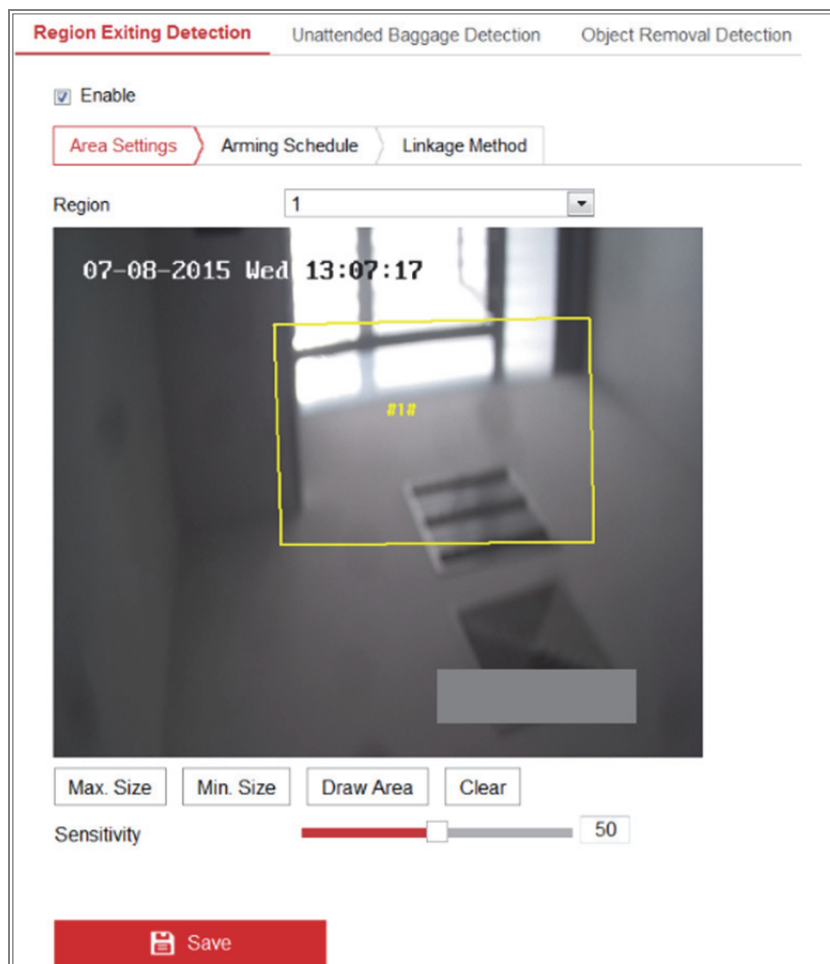 Region Exiting Detection Unattended Baggage Detection Object Removal Detection
Enable
Area Settings Arming Schedule Linkage Method
Region 1
07-08-2015 Wed 13:07:17
#1#
Max. Size Min. Size Draw Area Clear
Sensitivity 50
Save